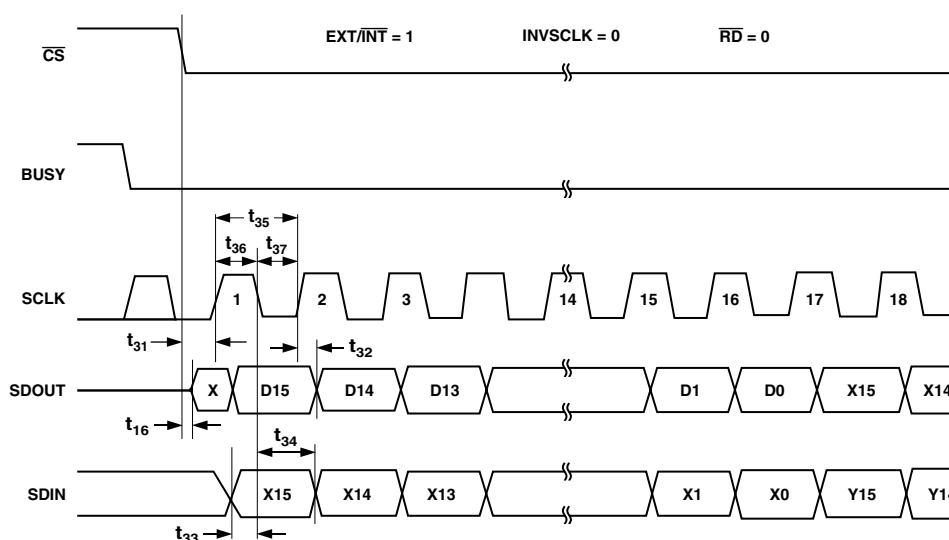 EXT/INT = 1 INVSCLK = 0 RD = 0
CS
BUSY
t35
t36 t37
SCLK 1 2 3 14 15 16 17 18
t31 t32
SDOUT X D15 D14 D13 D1 D0 X15 X14
t16 t34
SDIN X15 X14 X13 X1 X0 Y15
t33